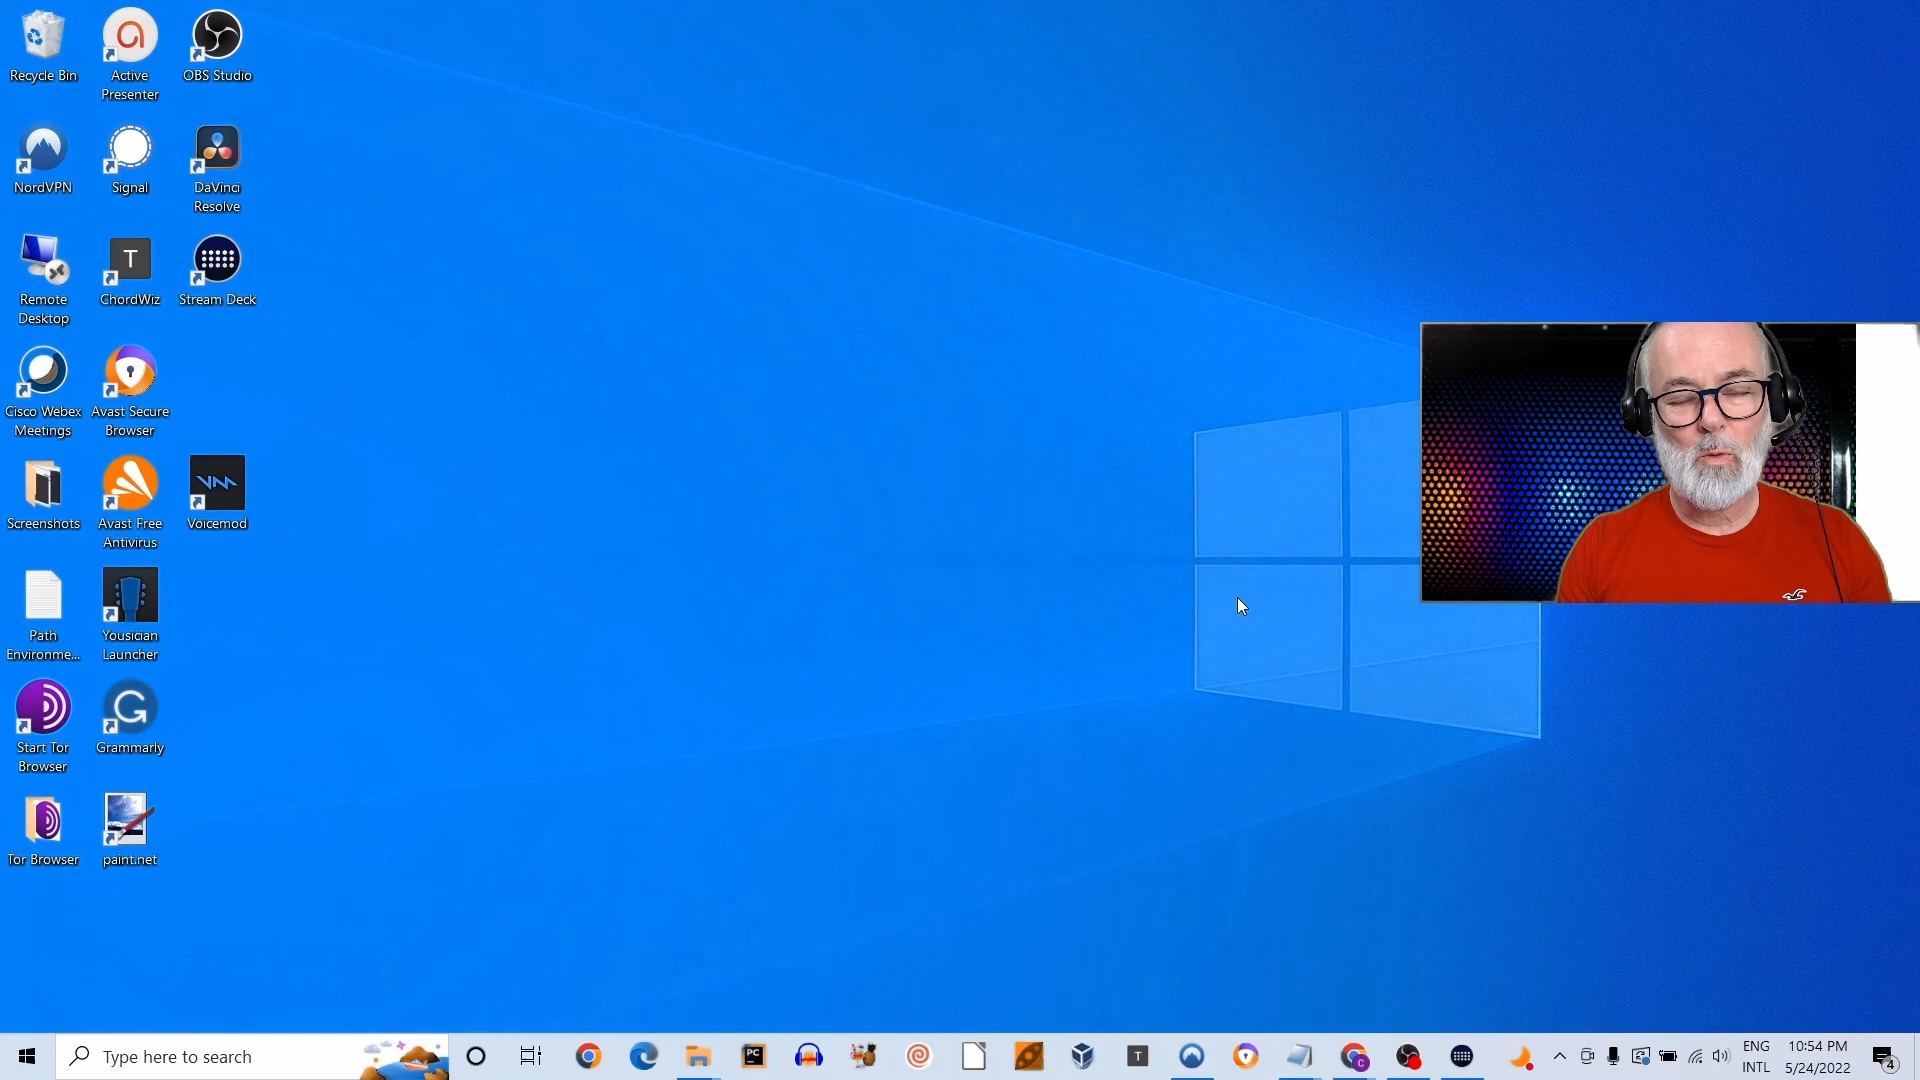 Recycle Bin
Active
Presenter
OBS Studio
NordVPN
Signal
DaVinci
Resolve
Remote
Desktop
T
ChordWiz
Stream Deck
Cisco Webex
Meetings
Avast Secure
Browser
Screenshots
Avast Free
Antivirus
Voicemod
Path
Environme...
Yousician
Launcher
Start Tor
Browser
Grammarly
Tor Browser
paint.net
Type here to search
PC
T
C
ENG
INTL
10:54 PM
5/24/2022
4